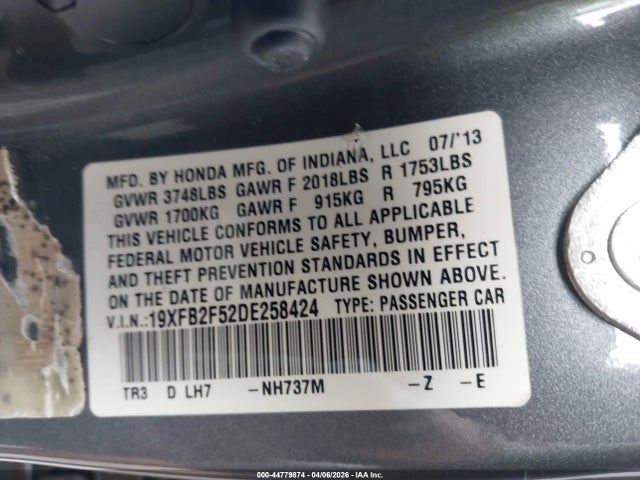 MFD. BY HONDA MFG. OF INDIANA, LLC 07/'13
GVWR 3748LBS GAWR F 2018LBS R 1753LBS
GVWR 1700KG GAWR F 915KG R 795KG
THIS VEHICLE CONFORMS TO ALL APPLICABLE
FEDERAL MOTOR VEHICLE SAFETY, BUMPER,
AND THEFT PREVENTION STANDARDS IN EFFECT
ON THE DATE OF MANUFACTURE SHOWN ABOVE.
V.I.N.:19XFB2F52DE258424 TYPE: PASSENGER CAR
TR3 D LH7 -NH737M -Z -E
000-44779874 04/06/2026 - IAA Inc.